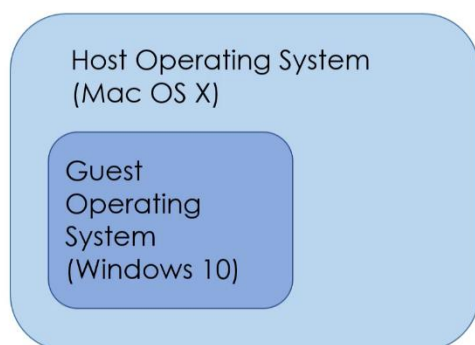 Host Operating System
(Mac OS X)
Guest
Operating
System
(Windows 10)